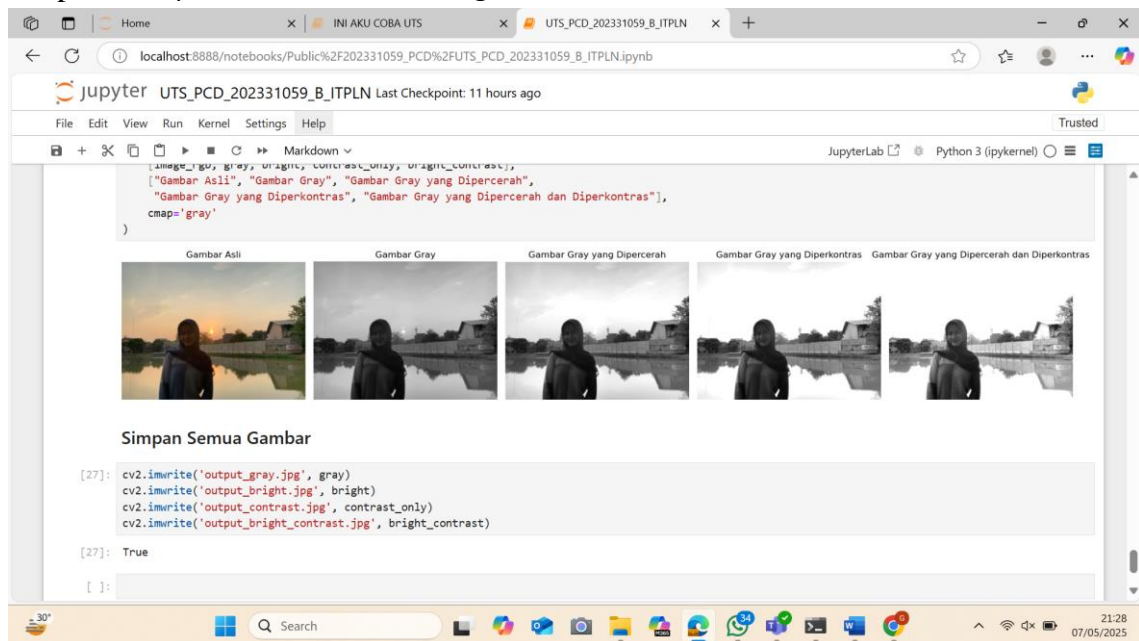 Home
INI AKU COBA UTS
UTS_PCD_202331059_B_ITPLN
localhost:8888/notebooks/Public%2F202331059_PCD%2FUTS_PCD_202331059_B_ITPLN.ipynb
jupyter UTS_PCD_202331059_B_ITPLN Last Checkpoint: 11 hours ago
File Edit View Run Kernel Settings Help Trusted
Markdown JupyterLab Python 3 (ipykernel)
[image_rgb, gray, bright, contrast_only, bright_contrast],
["Gambar Asli", "Gambar Gray", "Gambar Gray yang Dipercerah",
"Gambar Gray yang Diperkontras", "Gambar Gray yang Dipercerah dan Diperkontras"],
cmap='gray'
)
Gambar Asli Gambar Gray Gambar Gray yang Dipercerah Gambar Gray yang Diperkontras Gambar Gray yang Dipercerah dan Diperkontras
Simpan Semua Gambar
[27]: cv2.imwrite('output_gray.jpg', gray)
cv2.imwrite('output_bright.jpg', bright)
cv2.imwrite('output_contrast.jpg', contrast_only)
cv2.imwrite('output_bright_contrast.jpg', bright_contrast)
[27]: True
[ ]:
30°
Search
34
21:28
07/05/2025